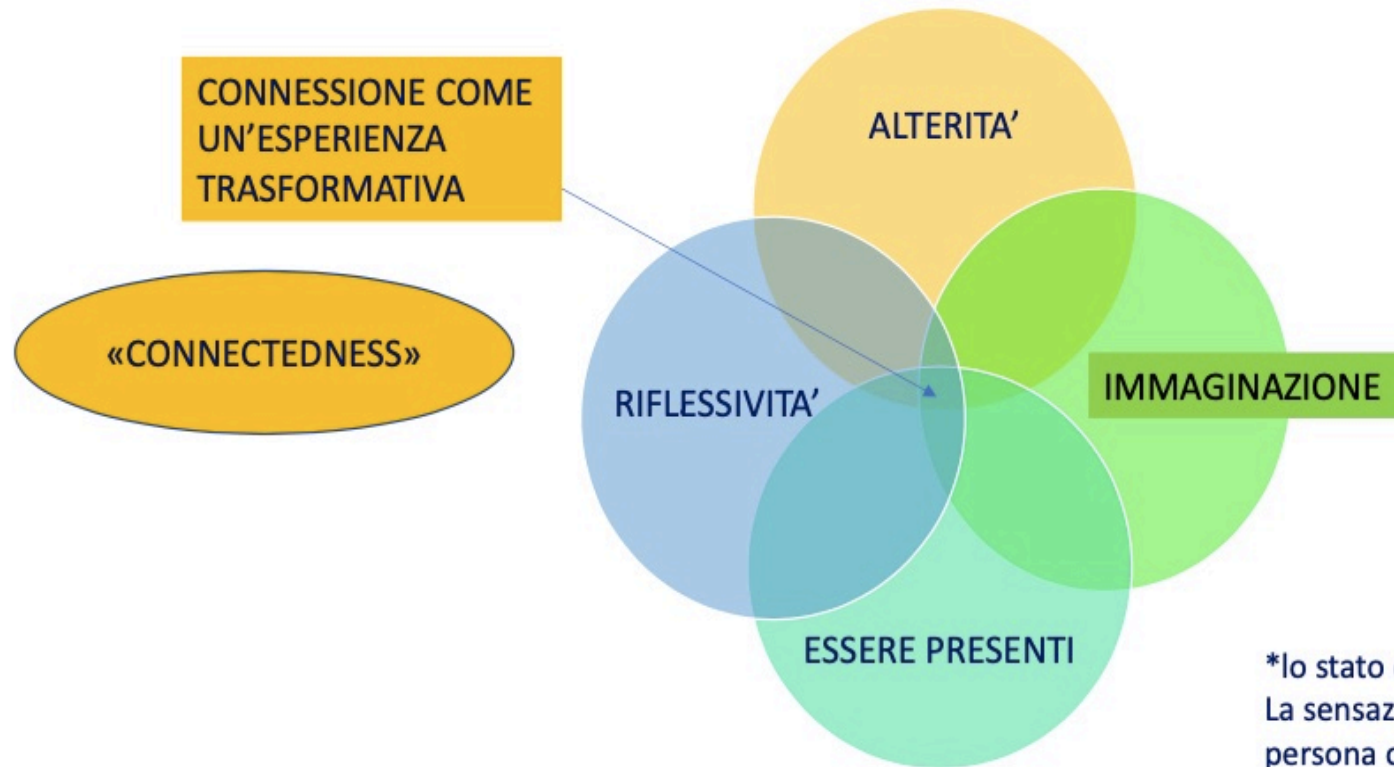 CONNESSIONE COME
UN'ESPERIENZA
TRASFORMATIVA
ALTERITA'
«CONNECTEDNESS»
RIFLESSIVITA'
IMMAGINAZIONE
ESSERE PRESENTI
*lo stato
La sensaz
persona